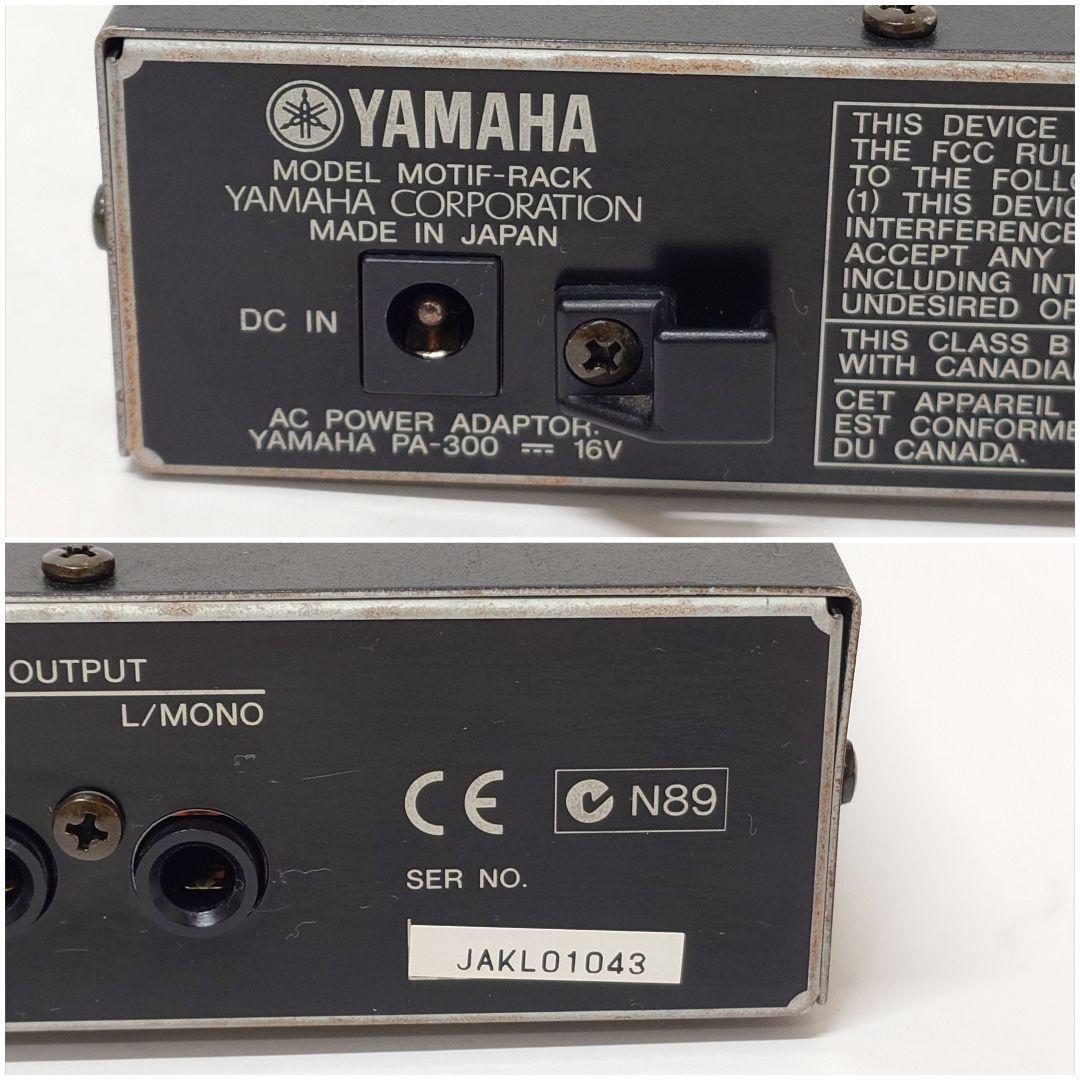 YAMAHA
MODEL MOTIF-RACK
YAMAHA CORPORATION
MADE IN JAPAN
DC IN
AC POWER ADAPTOR:
YAMAHA PA-300 ⎓ 16V
THIS DEVICE
THE FCC RUL
TO THE FOLLO
(1) THIS DEVIC
INTERFERENCE
ACCEPT ANY
INCLUDING INT
UNDESIRED OP
THIS CLASS B
WITH CANADIA
CET APPAREIL
EST CONFORME
DU CANADA.
OUTPUT
L/MONO
CE N89
SER NO.
JAKL01043